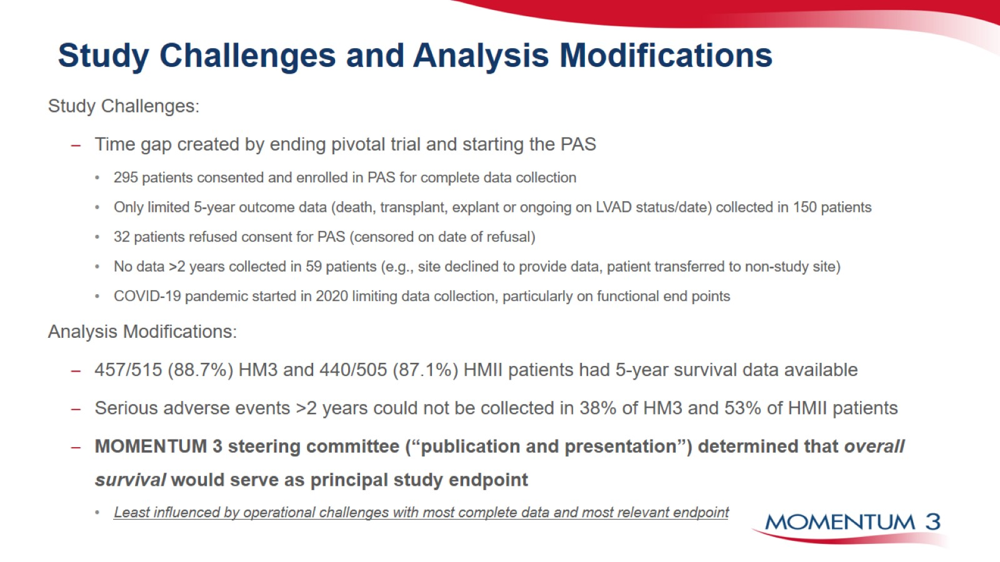 Study Challenges and Analysis Modifications
Study Challenges:
– Time gap created by ending pivotal trial and starting the PAS
• 295 patients consented and enrolled in PAS for complete data collection
• Only limited 5-year outcome data (death, transplant, explant or ongoing on LVAD status/date) collected in 150 patients
• 32 patients refused consent for PAS (censored on date of refusal)
• No data >2 years collected in 59 patients (e.g., site declined to provide data, patient transferred to non-study site)
• COVID-19 pandemic started in 2020 limiting data collection, particularly on functional end points
Analysis Modifications:
– 457/515 (88.7%) HM3 and 440/505 (87.1%) HMII patients had 5-year survival data available
– Serious adverse events >2 years could not be collected in 38% of HM3 and 53% of HMII patients
– MOMENTUM 3 steering committee (“publication and presentation”) determined that overall
survival would serve as principal study endpoint
• Least influenced by operational challenges with most complete data and most relevant endpoint
MOMENTUM 3